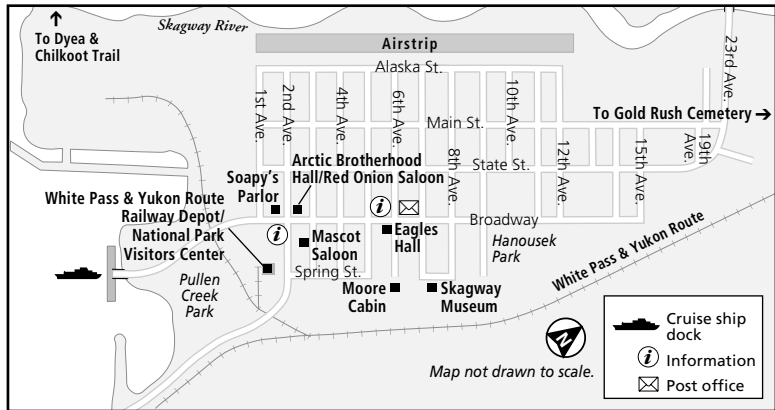 To Dyea &
Chilkoot Trail
Skagway River
Airstrip
Alaska St.
23rd Ave.
1st Ave.
2nd Ave.
4th Ave.
6th Ave.
10th Ave.
To Gold Rush Cemetery
Main St.
8th Ave.
12th Ave.
15th Ave.
19th
Ave.
State St.
Arctic Brotherhood
Hall/Red Onion Saloon
Soapy's
Parlor
White Pass & Yukon Route
Railway Depot/
National Park
Visitors Center
i
i
Broadway
Mascot
Saloon
Eagles
Hall
Hanousek
Park
White Pass & Yukon Route
Spring St.
Pullen
Creek
Park
Moore
Cabin
Skagway
Museum
N
Map not drawn to scale.
Cruise ship
dock
i Information
Post office